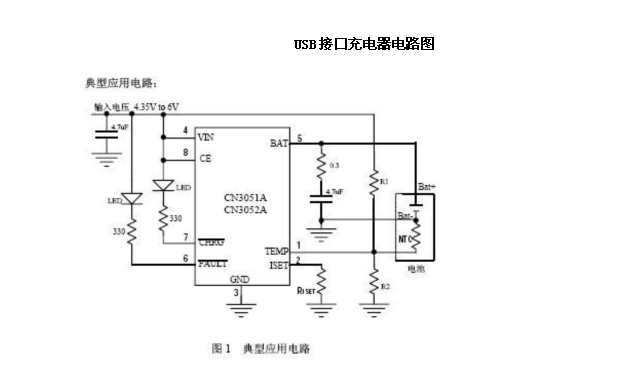 USB接口充电器电路图
典型应用电路：
输入电压 4.35V to 6V
4.7uF
4
VIN
8
CE
LED
LED
330
330
7
CHRG
6
FAULT
CN3051A
CN3052A
BAT
5
0.3
4.7uF
R1
Bat+
Bat-
NTC
电池
TEMP
1
ISET
2
GND
3
RISET
R2
图 1 典型应用电路